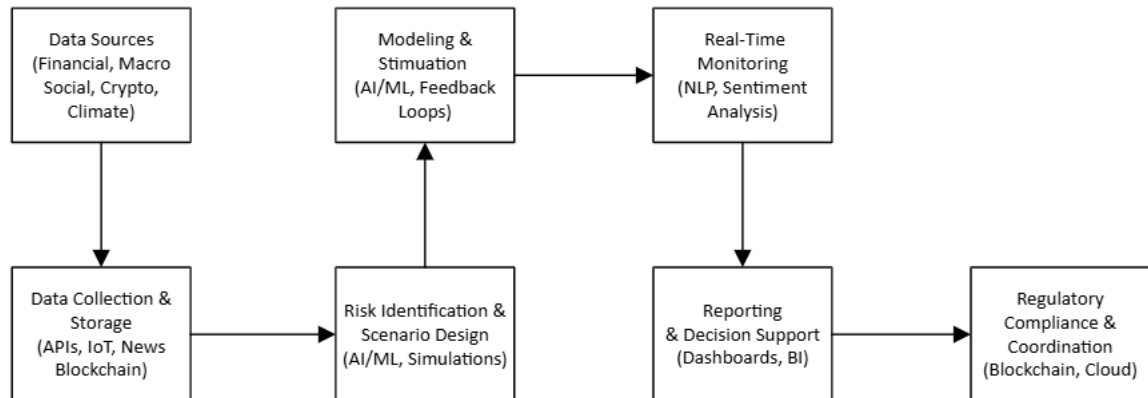 Data Sources
(Financial, Macro
Social, Crypto,
Climate)
Data Collection &
Storage
(APIs, IoT, News
Blockchain)
Risk Identification &
Scenario Design
(AI/ML, Simulations)
Modeling &
Stimuation
(AI/ML, Feedback
Loops)
Real-Time
Monitoring
(NLP, Sentiment
Analysis)
Reporting
& Decision Support
(Dashboards, BI)
Regulatory
Compliance &
Coordination
(Blockchain, Cloud)